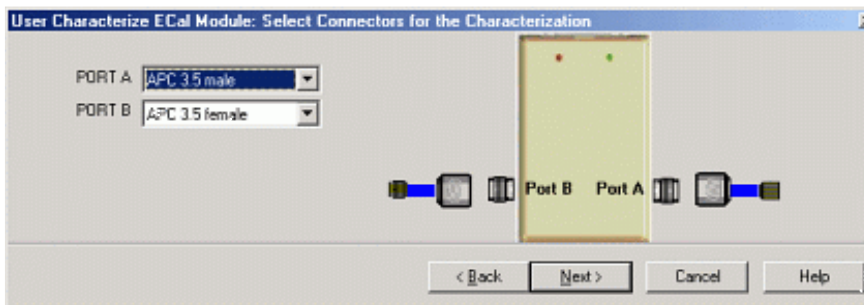 User Characterize ECal Module: Select Connectors for the Characterization
PORT A APC 3.5 male
PORT B APC 3.5 female
Port B Port A
< Back Next > Cancel Help